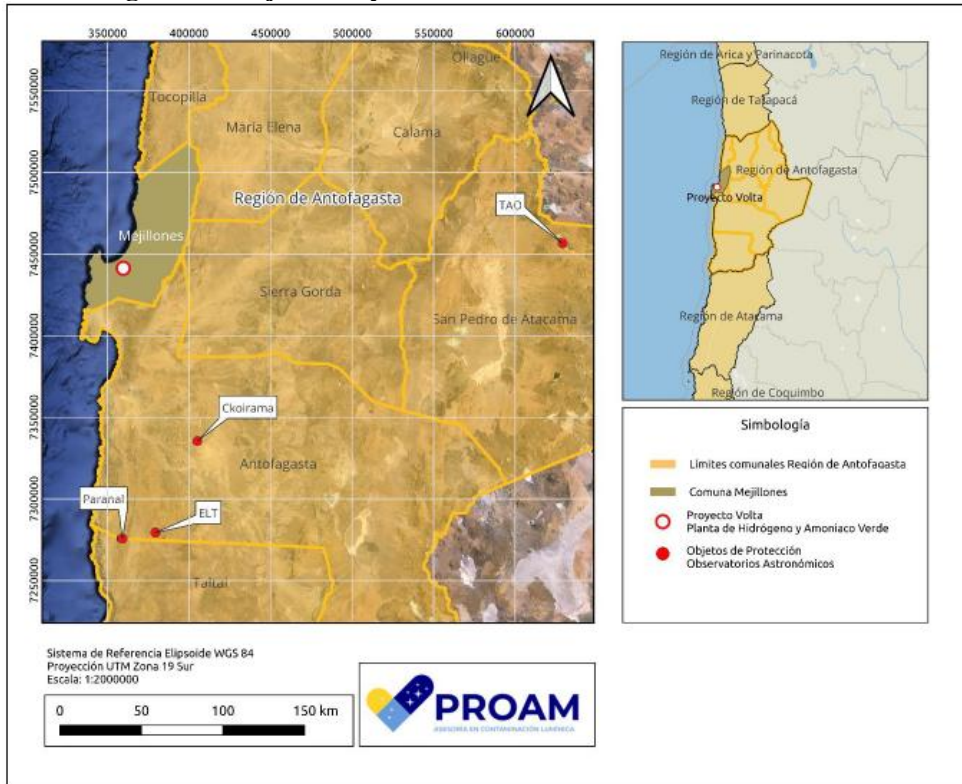 350000 400000 450000 500000 550000 600000
7550000
7500000
7450000
7400000
7350000
7300000
7250000
Ollagüe
Tocopilla
María Elena
Calama
Región de Antofagasta
TAO
Mejillones
Sierra Gorda
San Pedro de Atacama
Ckoirama
Antofagasta
Paranal
ELT
Taltal
Región de Arica y Parinacota
Región de Tarapacá
Región de Antofagasta
Proyecto Volta
Región de Atacama
Región de Coquimbo
Simbología
Límites comunales Región de Antofagasta
Comuna Mejillones
Proyecto Volta
Planta de Hidrógeno y Amoniaco Verde
Objetos de Protección
Observatorios Astronómicos
Sistema de Referencia Elipsoide WGS 84
Proyección UTM Zona 19 Sur
Escala: 1:2000000
0 50 100 150 km
PROAM
ASESORÍA EN CONTAMINACIÓN LUMÍNICA